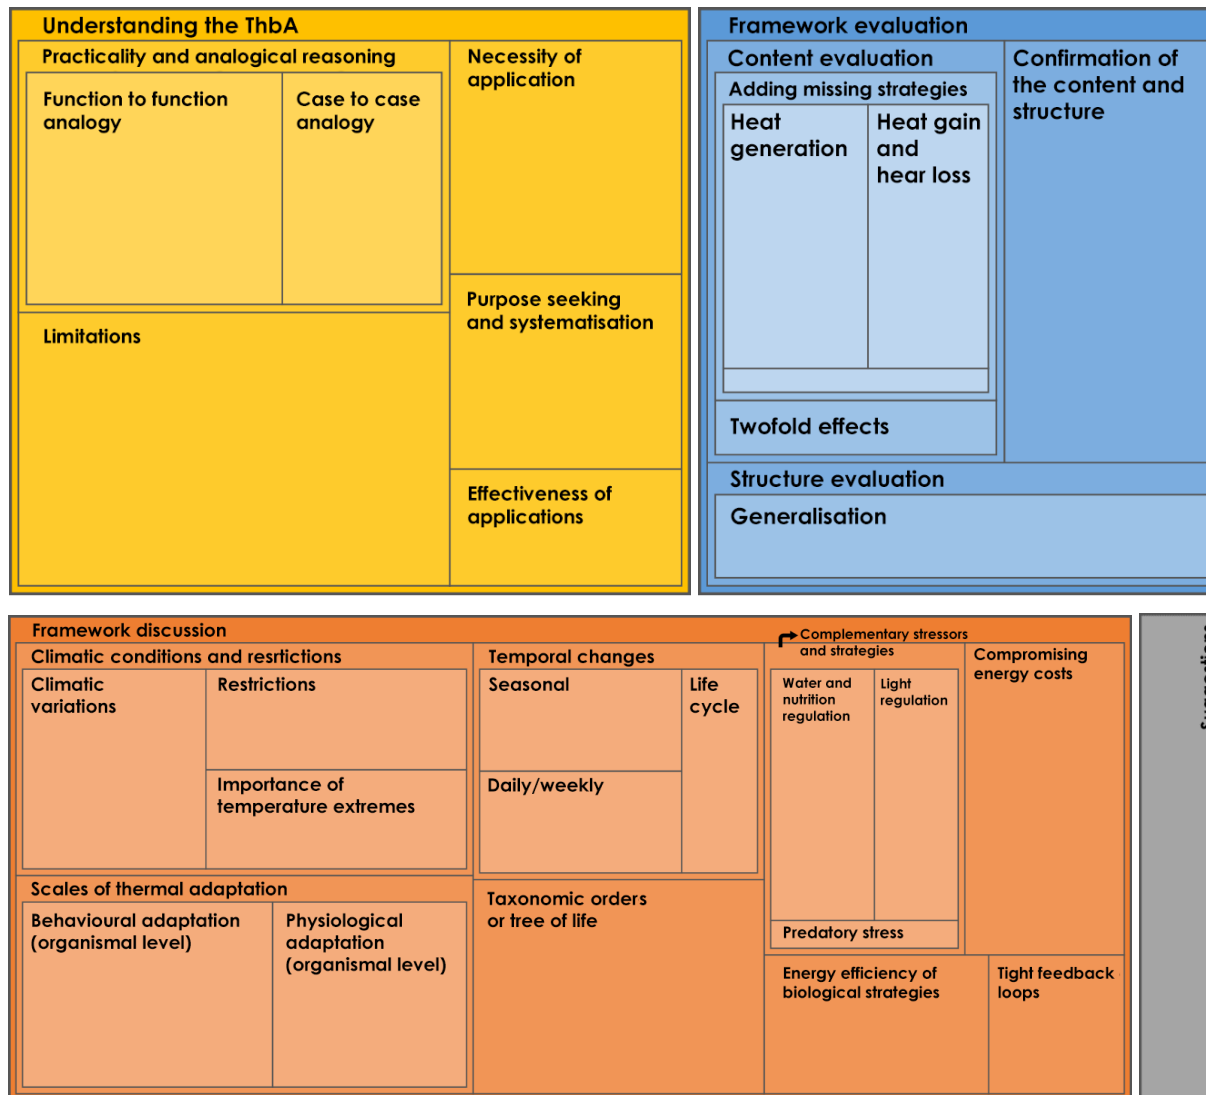 Understanding the ThbA
Practicality and analogical reasoning
Function to function
analogy
Case to case
analogy
Limitations
Necessity of
application
Purpose seeking
and systematisation
Effectiveness of
applications
Framework evaluation
Content evaluation
Adding missing strategies
Heat
generation
Heat gain
and
hear loss
Twofold effects
Confirmation of
the content and
structure
Structure evaluation
Generalisation
Framework discussion
Climatic conditions and resrtictions
Climatic
variations
Restrictions
Importance of
temperature extremes
Scales of thermal adaptation
Behavioural adaptation
(organismal level)
Physiological
adaptation
(organismal level)
Temporal changes
Seasonal
Daily/weekly
Life
cycle
Taxonomic orders
or tree of life
Complementary stressors
and strategies
Water and
nutrition
regulation
Light
regulation
Predatory stress
Compromising
energy costs
Energy efficiency of
biological strategies
Tight feedback
loops
Suggestions